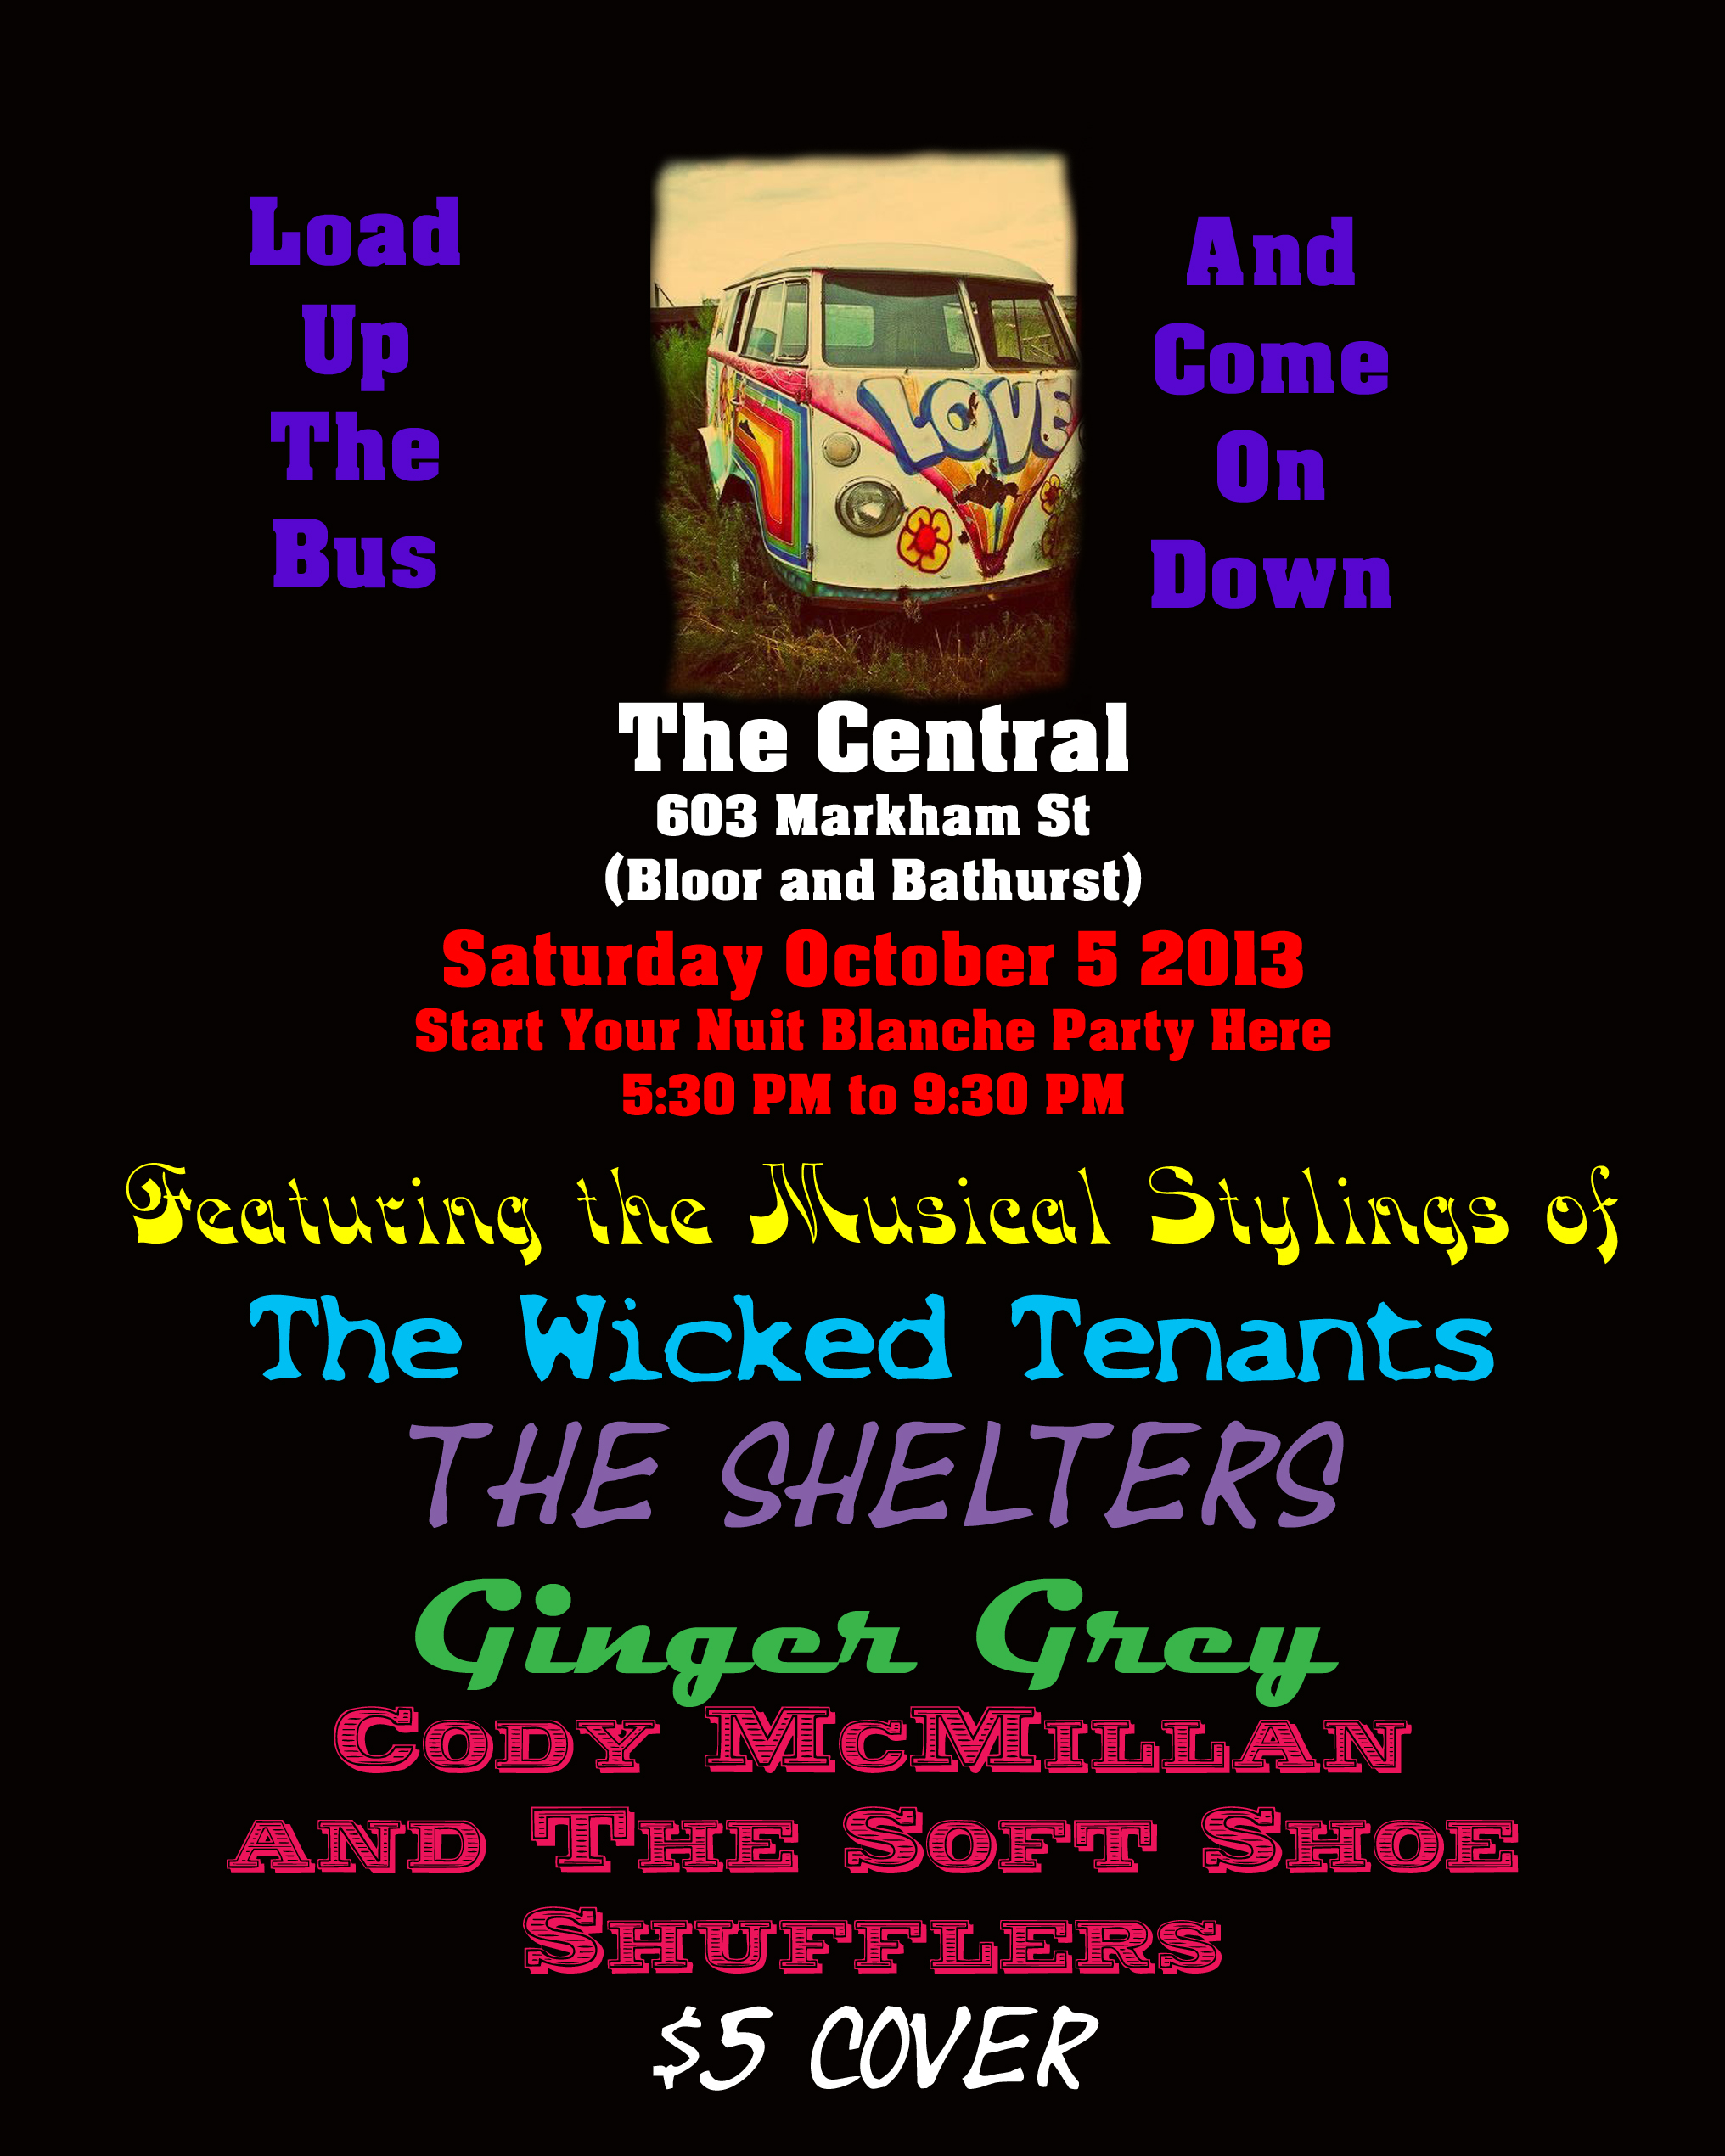 Load
Up
The
Bus
And
Come
On
Down
LOVE
The Central
603 Markham St
(Bloor and Bathurst)
Saturday October 5 2013
Start Your Nuit Blanche Party Here
5:30 PM to 9:30 PM
Featuring the Musical Stylings of
The Wicked Tenants
THE SHELTERS
Ginger Grey
Cody McMillan
and The Soft Shoe
Shufflers
$5 COVER